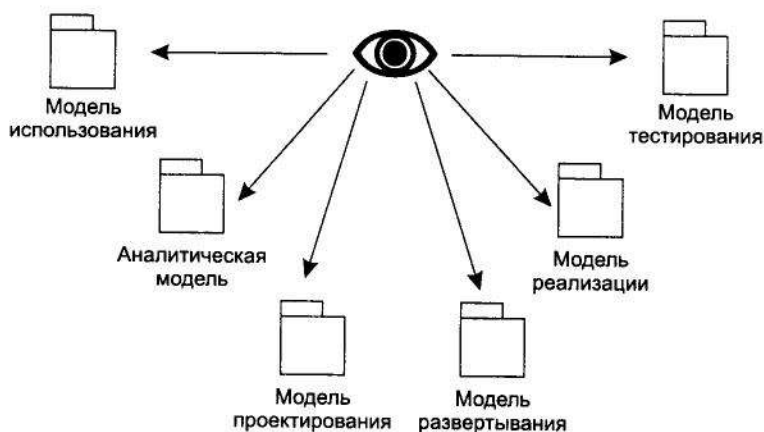 Модель
использования
Модель
тестирования
Аналитическая
модель
Модель
реализации
Модель
проектирования
Модель
развертывания